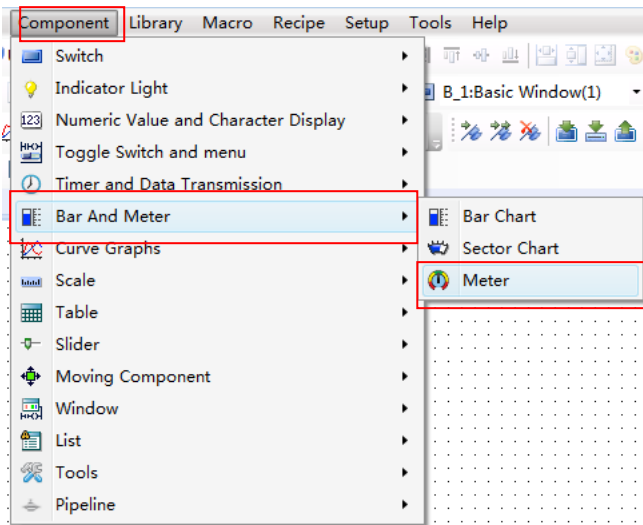 Component Library Macro Recipe Setup Tools Help
Switch
Indicator Light
B_1:Basic Window(1)
123 Numeric Value and Character Display
Toggle Switch and menu
Timer and Data Transmission
Bar And Meter
Bar Chart
Curve Graphs
Sector Chart
Scale
Meter
Table
Slider
Moving Component
Window
List
Tools
Pipeline